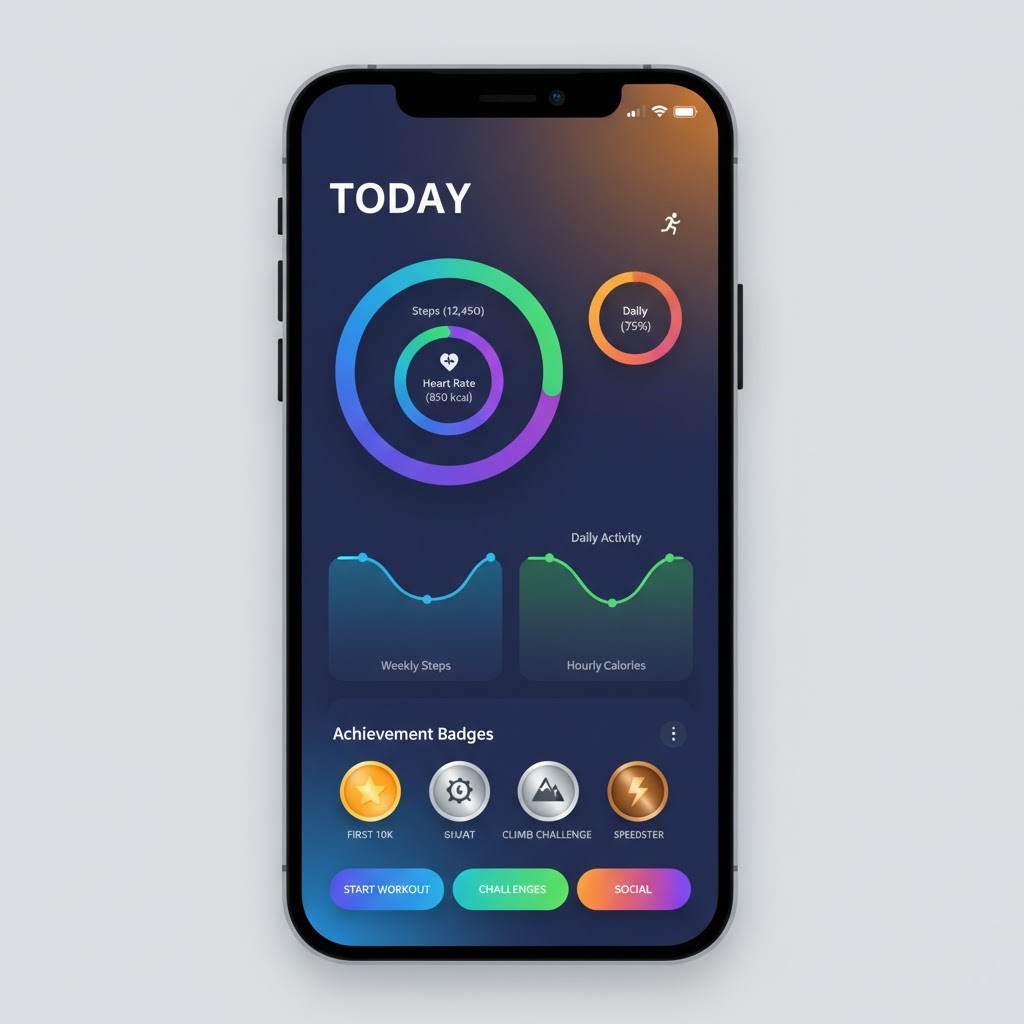 TODAY
Steps (12,450)
Heart Rate
(850 kcal)
Daily
(75%)
Daily Activity
Weekly Steps
Hourly Calories
Achievement Badges
FIRST 10K
CLIMB CHALLENGE
SPEEDSTER
START WORKOUT
CHALLENGES
SOCIAL